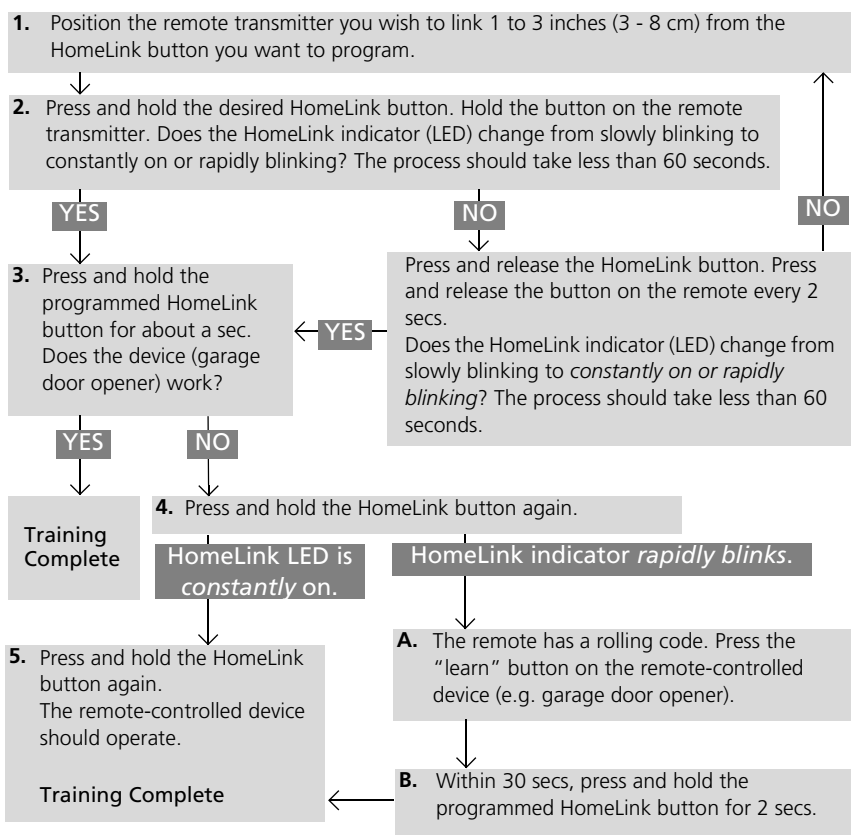 1. Position the remote transmitter you wish to link 1 to 3 inches (3 - 8 cm) from the
HomeLink button you want to program.
2. Press and hold the desired HomeLink button. Hold the button on the remote
transmitter. Does the HomeLink indicator (LED) change from slowly blinking to
constantly on or rapidly blinking? The process should take less than 60 seconds.
YES
NO
NO
3. Press and hold the
programmed HomeLink
button for about a sec.
Does the device (garage
door opener) work?
YES
Press and release the HomeLink button. Press
and release the button on the remote every 2
secs.
Does the HomeLink indicator (LED) change from
slowly blinking to constantly on or rapidly
blinking? The process should take less than 60
seconds.
YES
NO
Training
Complete
4. Press and hold the HomeLink button again.
HomeLink LED is
constantly on.
HomeLink indicator rapidly blinks.
5. Press and hold the HomeLink
button again.
The remote-controlled device
should operate.
Training Complete
A. The remote has a rolling code. Press the
“learn” button on the remote-controlled
device (e.g. garage door opener).
B. Within 30 secs, press and hold the
programmed HomeLink button for 2 secs.